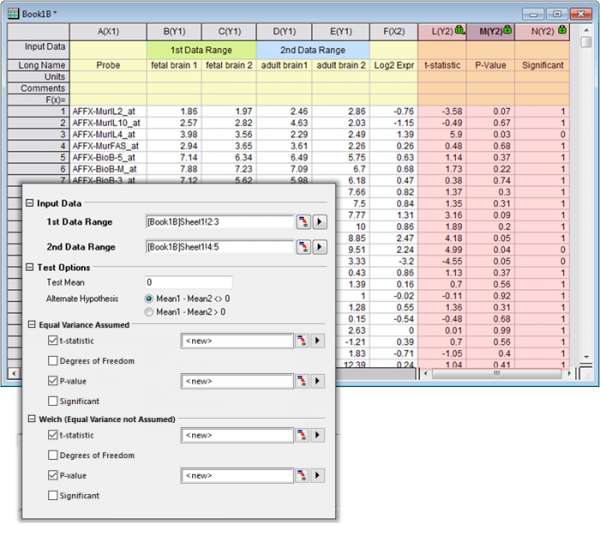 Book1B *
A(X1) B(Y1) C(Y1) D(Y1) E(Y1) F(X2) L(Y2) M(Y2) N(Y2)
Input Data 1st Data Range 2nd Data Range
Long Name Probe fetal brain 1 fetal brain 2 adult brain1 adult brain 2 Log2 Expr t-statistic P-Value Significant
Units
Comments
F(x)=
1 AFFX-MurIL2_at 1.86 1.97 2.46 2.86 -0.76 -3.58 0.07 1
2 AFFX-MurIL10_at 2.57 2.82 4.63 2.03 -1.15 -0.49 0.67 1
3 AFFX-MurIL4_at 3.98 3.56 2.29 2.49 1.39 5.9 0.03 0
4 AFFX-MurFAS_at 2.94 3.65 3.61 2.26 0.26 0.48 0.68 1
5 AFFX-BioB-5_at 7.14 6.34 6.49 5.75 0.63 1.14 0.37 1
6 AFFX-BioB-M_at 7.88 7.23 7.09 6.7 0.68 1.73 0.22 1
7 AFFX-BioB-3_at 7.12 5.62 5.98 6.18 0.47 0.38 0.74 1
7.66 0.82 1.37 0.3 1
7.5 0.84 1.35 0.31 1
7.77 1.31 3.16 0.09 1
10 0.86 1.89 0.2 1
8.85 2.47 4.18 0.05 1
9.51 2.24 4.99 0.04 0
3.33 -3.2 -4.55 0.05 0
0.43 0.86 1.13 0.37 1
1.39 0.16 0.7 0.56 1
1 -0.02 -0.11 0.92 1
1.28 0.55 1.36 0.31 1
0.15 -0.54 -0.48 0.68 1
2.63 0 0.01 0.99 1
-1.21 0.39 0.7 0.56 1
1.83 -0.71 -1.05 0.4 1
12.39 0.24 1.04 0.41 1
Input Data
1st Data Range [Book1B]Sheet1!2:3
2nd Data Range [Book1B]Sheet1!4:5
Test Options
Test Mean 0
Alternate Hypothesis Mean1 - Mean2 <> 0
Mean1 - Mean2 > 0
Equal Variance Assumed
t-statistic <new>
Degrees of Freedom
P-value <new>
Significant
Welch (Equal Variance not Assumed)
t-statistic <new>
Degrees of Freedom
P-value <new>
Significant